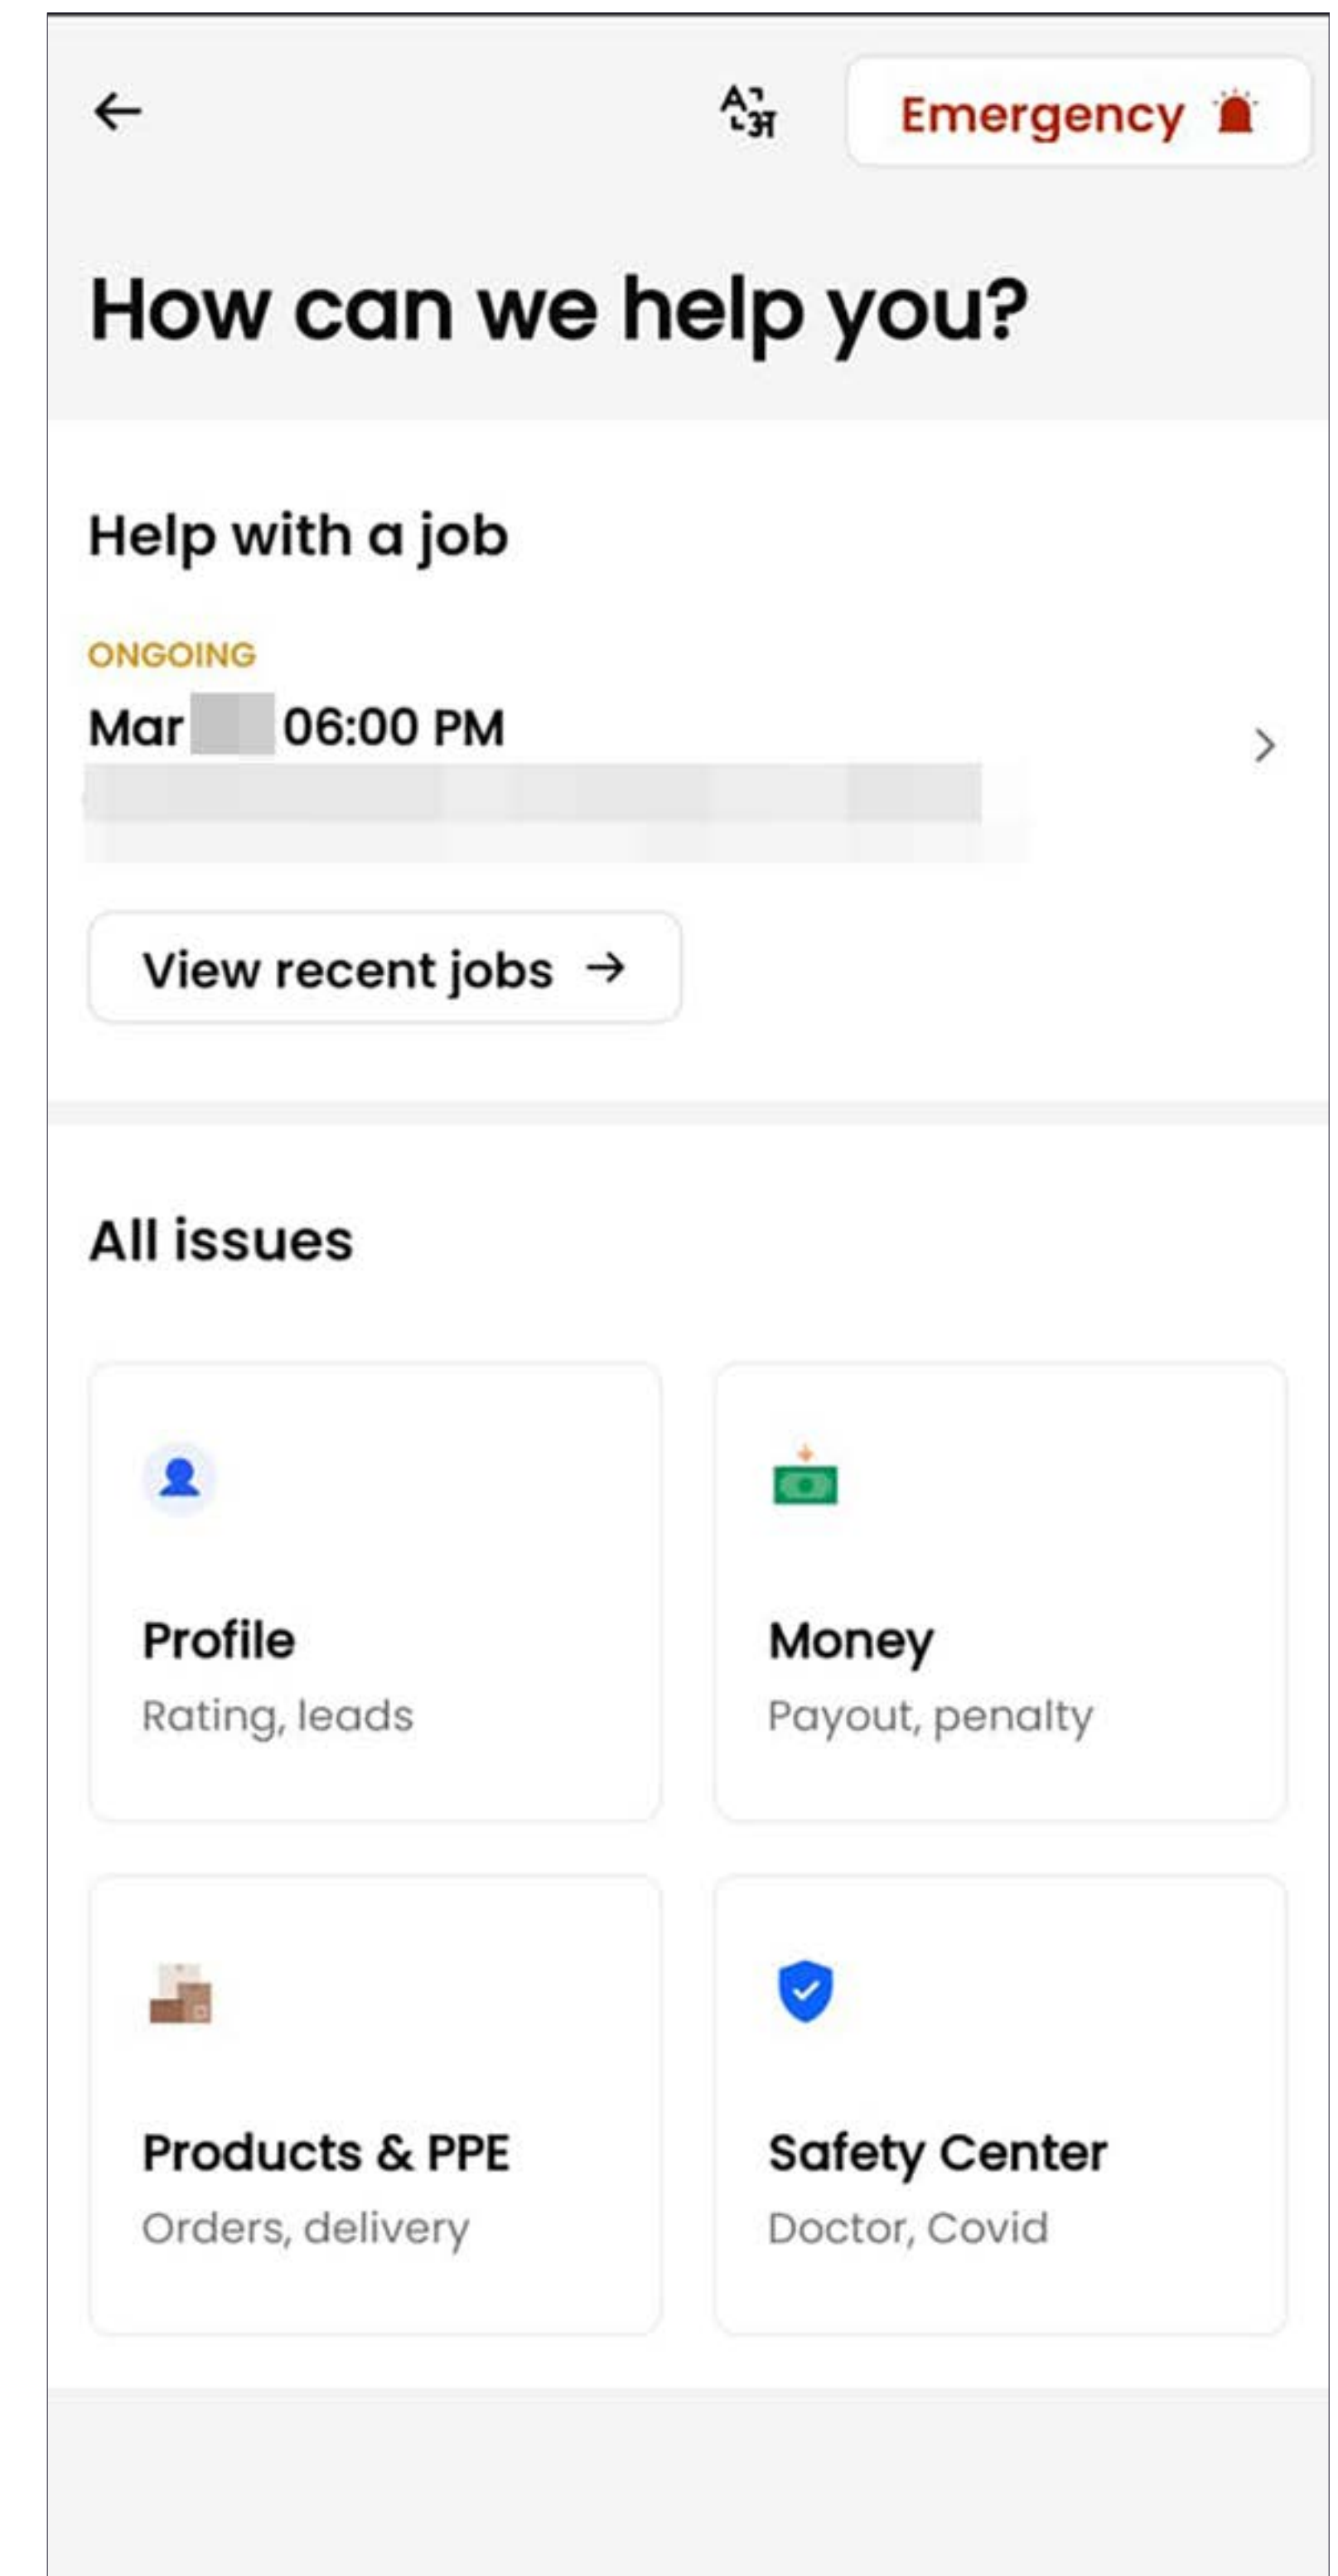 Aअ
Emergency
How can we help you?
Help with a job
ONGOING
Mar 06:00 PM
View recent jobs →
All issues
Profile
Rating, leads
Money
Payout, penalty
Products & PPE
Orders, delivery
Safety Center
Doctor, Covid